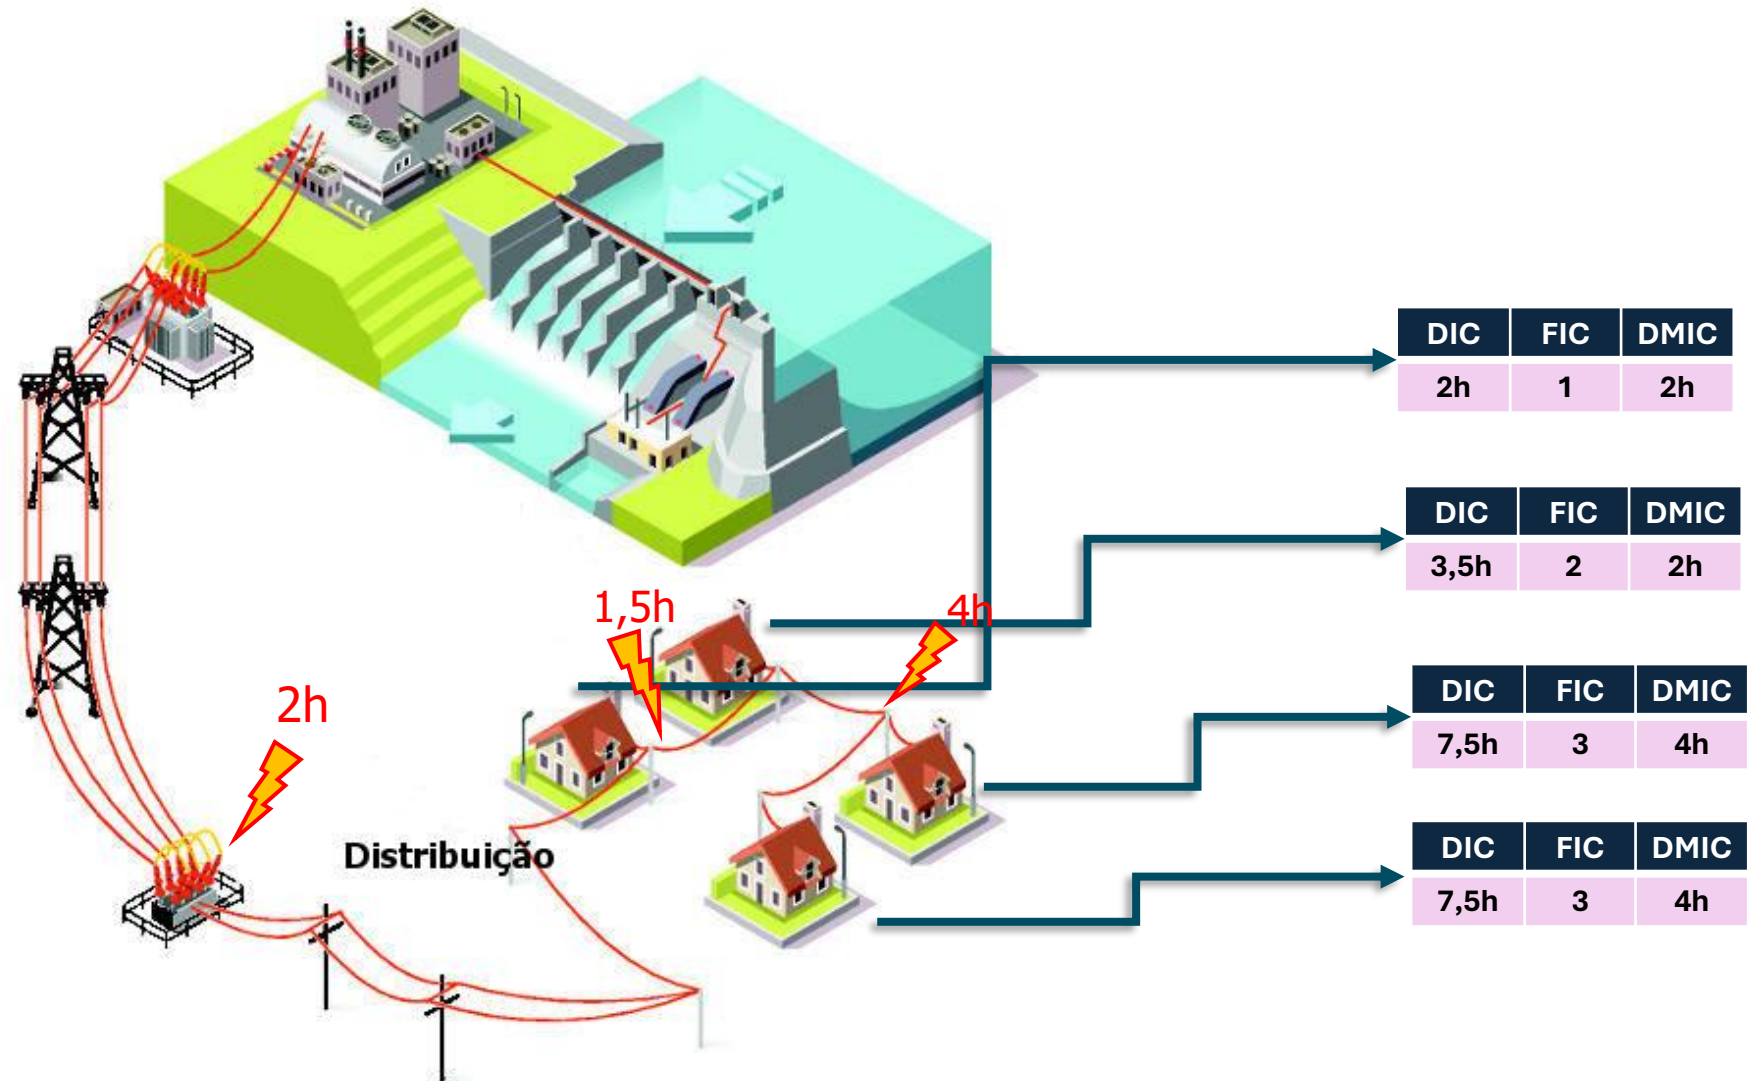 DIC FIC DMIC
2h 1 2h
DIC FIC DMIC
3,5h 2 2h
1,5h
4h
2h
DIC FIC DMIC
7,5h 3 4h
Distribuição
DIC FIC DMIC
7,5h 3 4h